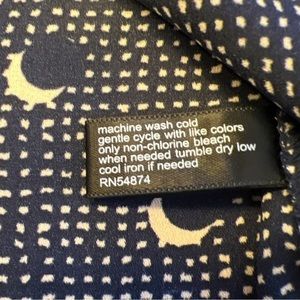 machine wash cold
gentle cycle with like colors
only non-chlorine bleach
when needed tumble dry low
cool iron if needed
RN54874